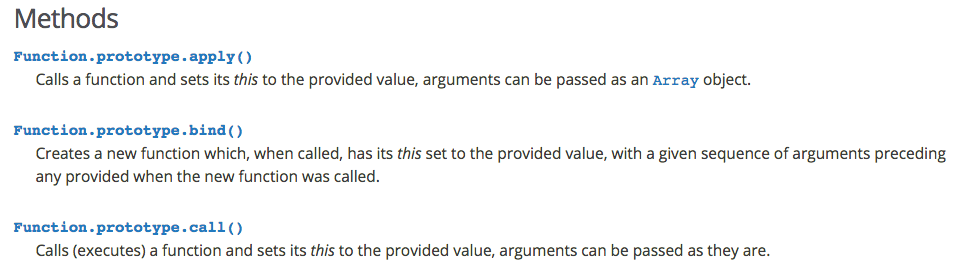 Methods
Function.prototype.apply()
Calls a function and sets its this to the provided value, arguments can be passed as an Array object.
Function.prototype.bind()
Creates a new function which, when called, has its this set to the provided value, with a given sequence of arguments preceding
any provided when the new function was called.
Function.prototype.call()
Calls (executes) a function and sets its this to the provided value, arguments can be passed as they are.